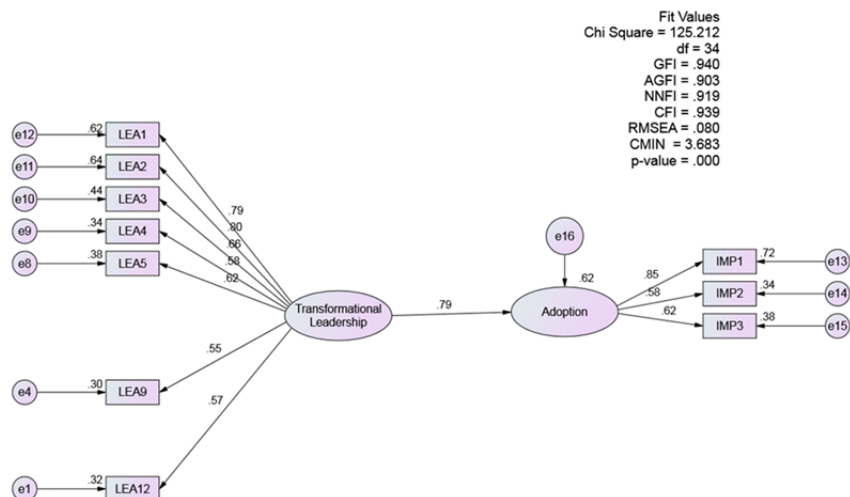 Fit Values
Chi Square = 125.212
df = 34
GFI = .940
AGFI = .903
NNFI = .919
CFI = .939
RMSEA = .080
CMIN = 3.683
p-value = .000
e12
.62
LEA1
e11
.64
LEA2
e10
.44
LEA3
e9
.34
LEA4
e8
.38
LEA5
.79
.80
.66
.58
.62
Transformational
Leadership
.79
e16
.62
Adoption
.85
.58
.62
IMP1
.72
e13
IMP2
.34
e14
IMP3
.38
e15
.55
e4
.30
LEA9
.57
e1
.32
LEA12